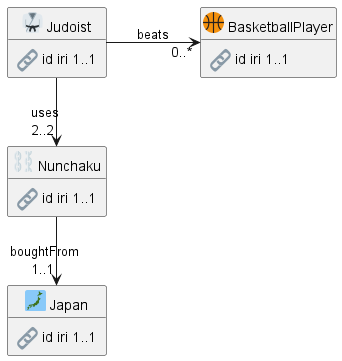 Judoist
id iri 1..1
beats
0..*
BasketballPlayer
id iri 1..1
uses
2..2
Nunchaku
id iri 1..1
boughtFrom
1..1
Japan
id iri 1..1